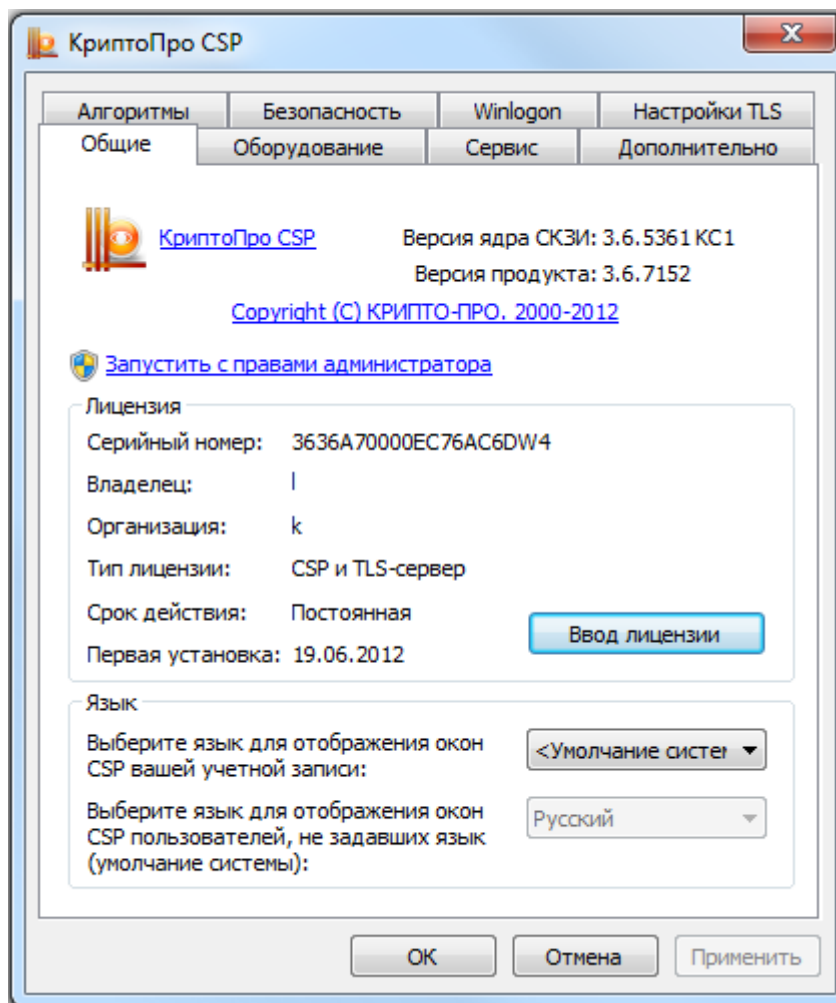 КриптоПро CSP
Алгоритмы Безопасность Winlogon Настройки TLS
Общие Оборудование Сервис Дополнительно
КриптоПро CSP Версия ядра СКЗИ: 3.6.5361 КС1
Версия продукта: 3.6.7152
Copyright (C) КРИПТО-ПРО. 2000-2012
Запустить с правами администратора
Лицензия
Серийный номер: 3636A70000EC76AC6DW4
Владелец: l
Организация: k
Тип лицензии: CSP и TLS-сервер
Срок действия: Постоянная
Ввод лицензии
Первая установка: 19.06.2012
Язык
Выберите язык для отображения окон
CSP вашей учетной записи:
<Умолчание систег
Выберите язык для отображения окон
CSP пользователей, не задавших язык
(умолчание системы):
Русский
ОК Отмена Применить